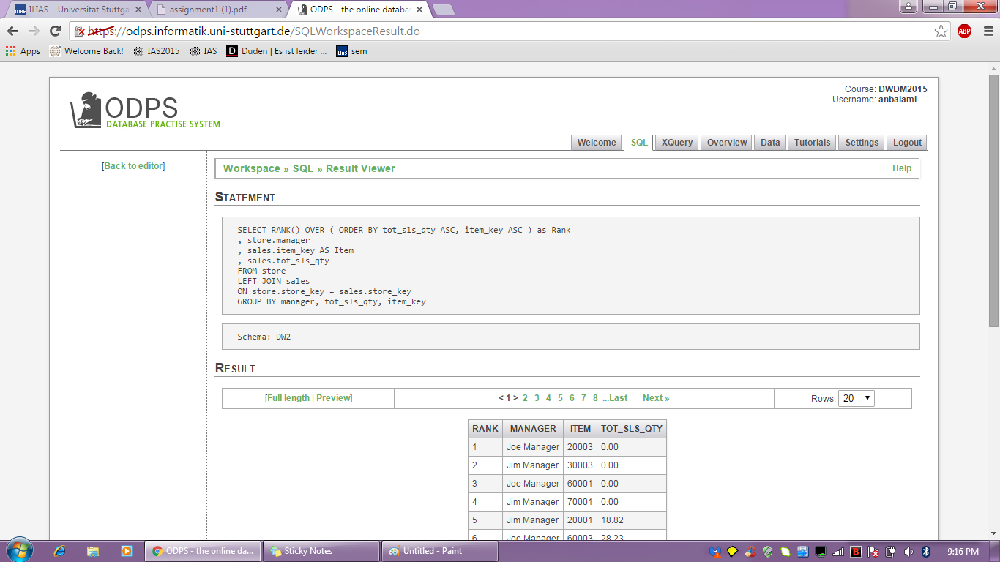 ILIAS – Universität Stuttga
assignment1 (1).pdf
ODPS - the online databa
https://odps.informatik.uni-stuttgart.de/SQLWorkspaceResult.do
ABP
Apps
Welcome Back!
IAS2015
IAS
D
Duden | Es ist leider ...
ILIAS
sem
Course: DWDM2015
Username: anbalami
ODPS
DATABASE PRACTISE SYSTEM
Welcome SQL XQuery Overview Data Tutorials Settings Logout
[Back to editor]
Workspace » SQL » Result Viewer
Help
STATEMENT
SELECT RANK() OVER ( ORDER BY tot_sls_qty ASC, item_key ASC ) as Rank
, store.manager
, sales.item_key AS Item
, sales.tot_sls_qty
FROM store
LEFT JOIN sales
ON store.store_key = sales.store_key
GROUP BY manager, tot_sls_qty, item_key
Schema: DW2
RESULT
[Full length | Preview]
< 1 > 2 3 4 5 6 7 8 ...Last Next »
Rows: 20
RANK MANAGER ITEM TOT_SLS_QTY
1 Joe Manager 20003 0.00
2 Jim Manager 30003 0.00
3 Joe Manager 60001 0.00
4 Jim Manager 70001 0.00
5 Jim Manager 20001 18.82
6 Joe Manager 60003 28.23
ODPS - the online da...
Sticky Notes
Untitled - Paint
9:16 PM